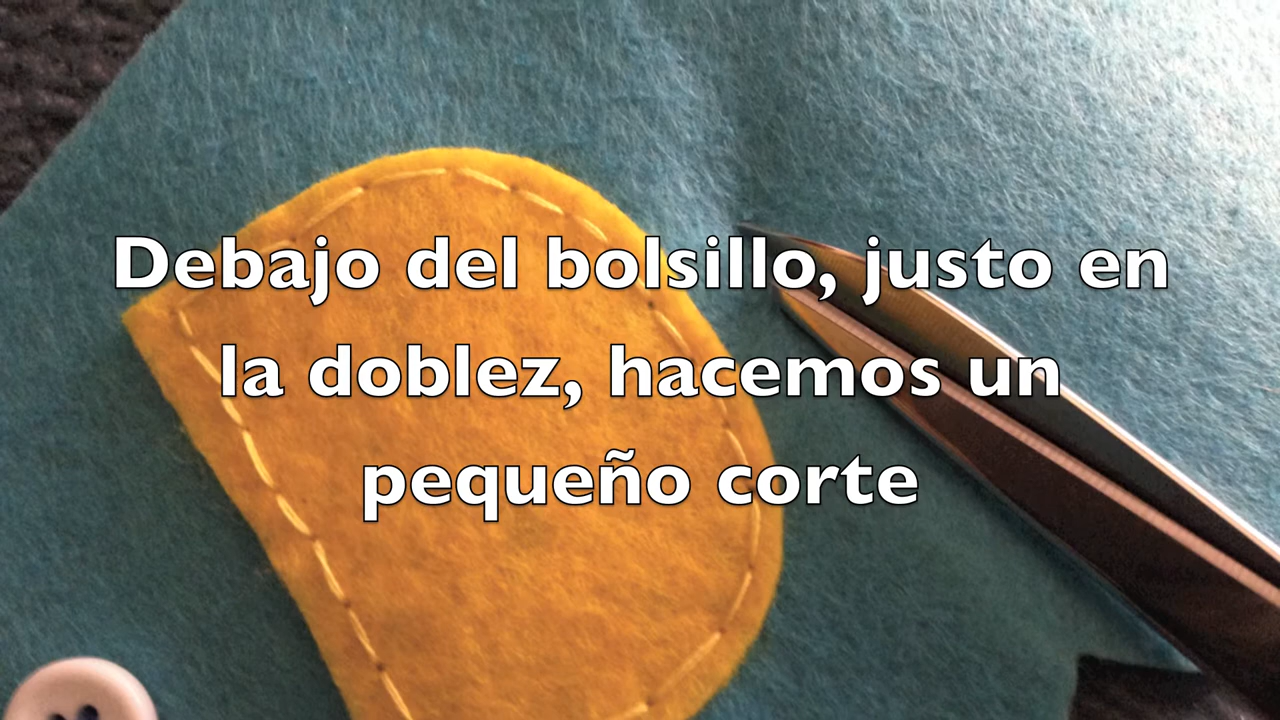 Debajo del bolsillo, justo en
la doblez, hacemos un
pequeño corte